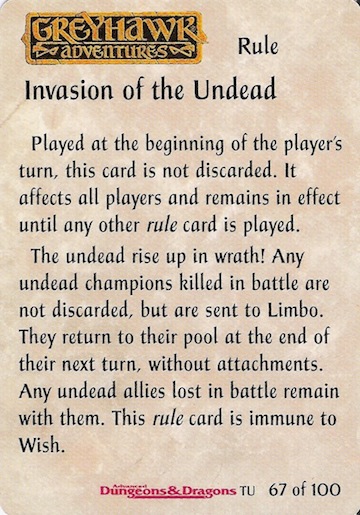 GREYHAWK
ADVENTURES
Rule
Invasion of the Undead
Played at the beginning of the player's
turn, this card is not discarded. It
affects all players and remains in effect
until any other rule card is played.
The undead rise up in wrath! Any
undead champions killed in battle are
not discarded, but are sent to Limbo.
They return to their pool at the end of
their next turn, without attachments.
Any undead allies lost in battle remain
with them. This rule card is immune to
Wish.
Advanced
Dungeons&Dragons TU 67 of 100